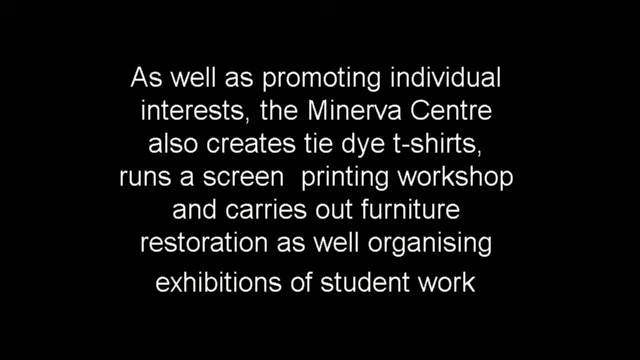 As well as promoting individual
interests, the Minerva Centre
also creates tie dye t-shirts,
runs a screen  printing workshop
and carries out furniture
restoration as well organising
exhibitions of student work